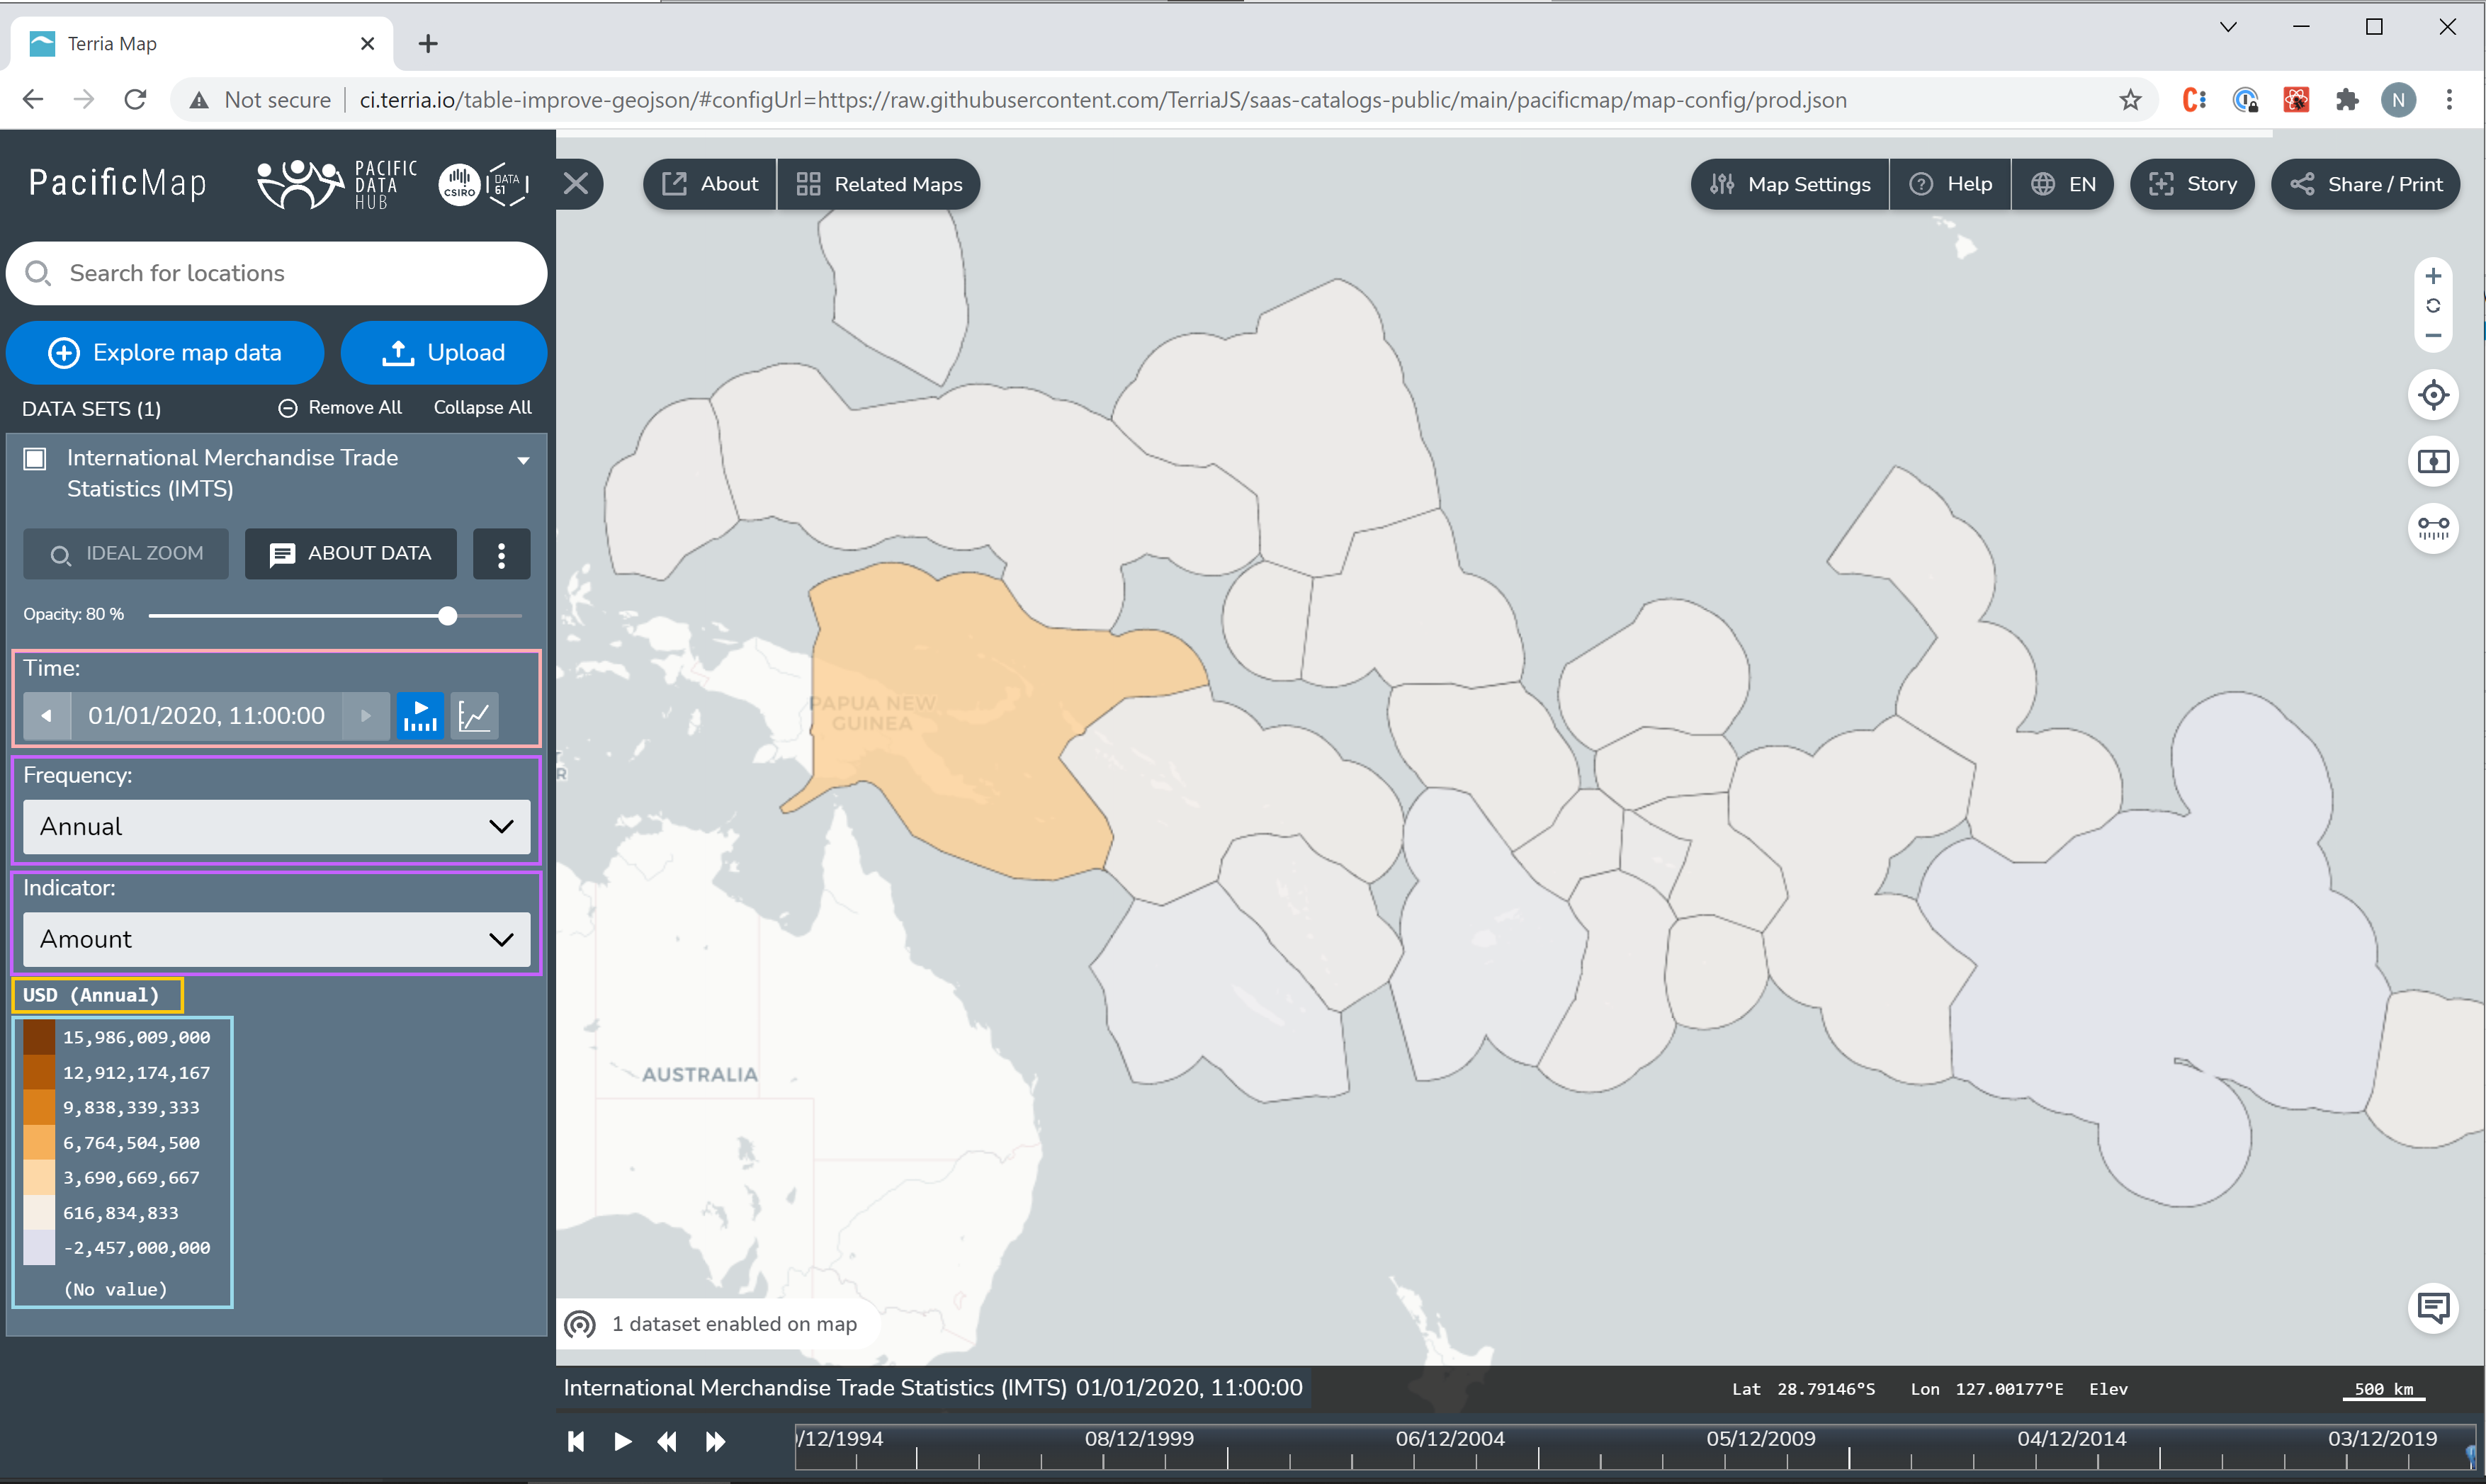 Terria Map
Not secure
ci.terria.io/table-improve-geojson/#configUrl=https://raw.githubusercontent.com/TerriaJS/saas-catalogs-public/main/pacificmap/map-config/prod.json
N
PacificMap
PACIFIC
DATA
HUB
CSIRO
DATA
61
About
Related Maps
Map Settings
Help
EN
Story
Share / Print
Search for locations
Explore map data
Upload
DATA SETS (1)
Remove All
Collapse All
International Merchandise Trade
Statistics (IMTS)
IDEAL ZOOM
ABOUT DATA
Opacity: 80 %
Time:
01/01/2020, 11:00:00
Frequency:
Annual
Indicator:
Amount
USD (Annual)
15,986,009,000
12,912,174,167
9,838,339,333
6,764,504,500
3,690,669,667
616,834,833
-2,457,000,000
(No value)
PAPUA NEW
GUINEA
R
AUSTRALIA
1 dataset enabled on map
International Merchandise Trade Statistics (IMTS) 01/01/2020, 11:00:00
Lat 28.79146°S Lon 127.00177°E Elev
500 km
/12/1994
08/12/1999
06/12/2004
05/12/2009
04/12/2014
03/12/2019